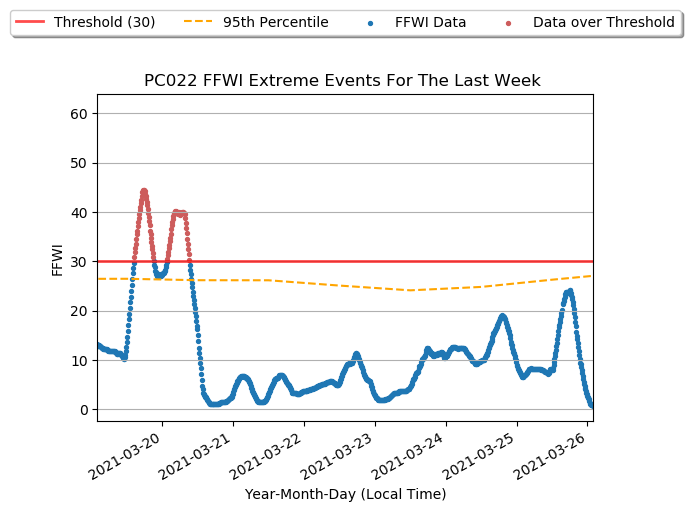 Threshold (30) 95th Percentile FFWI Data Data over Threshold
PC022 FFWI Extreme Events For The Last Week
60
50
40
30
20
10
0
FFWI
2021-03-20 2021-03-21 2021-03-22 2021-03-23 2021-03-24 2021-03-25 2021-03-26
Year-Month-Day (Local Time)